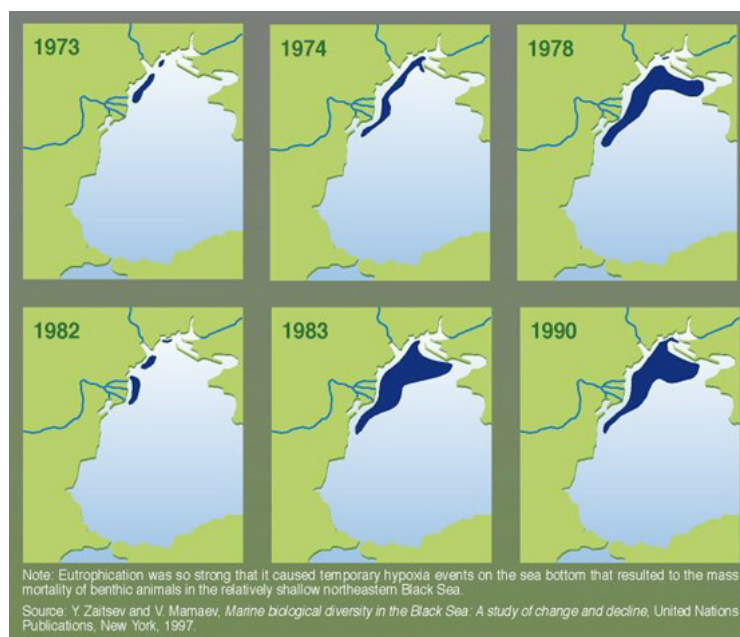 1973
1974
1978
1982
1983
1990
Note: Eutrophication was so strong that it caused temporary hypoxia events on the sea bottom that resulted to the mass
mortality of benthic animals in the relatively shallow northeastern Black Sea.
Source: Y. Zaitsev and V. Mamaev, Marine biological diversity in the Black Sea: A study of change and decline, United Nations
Publications, New York, 1997.